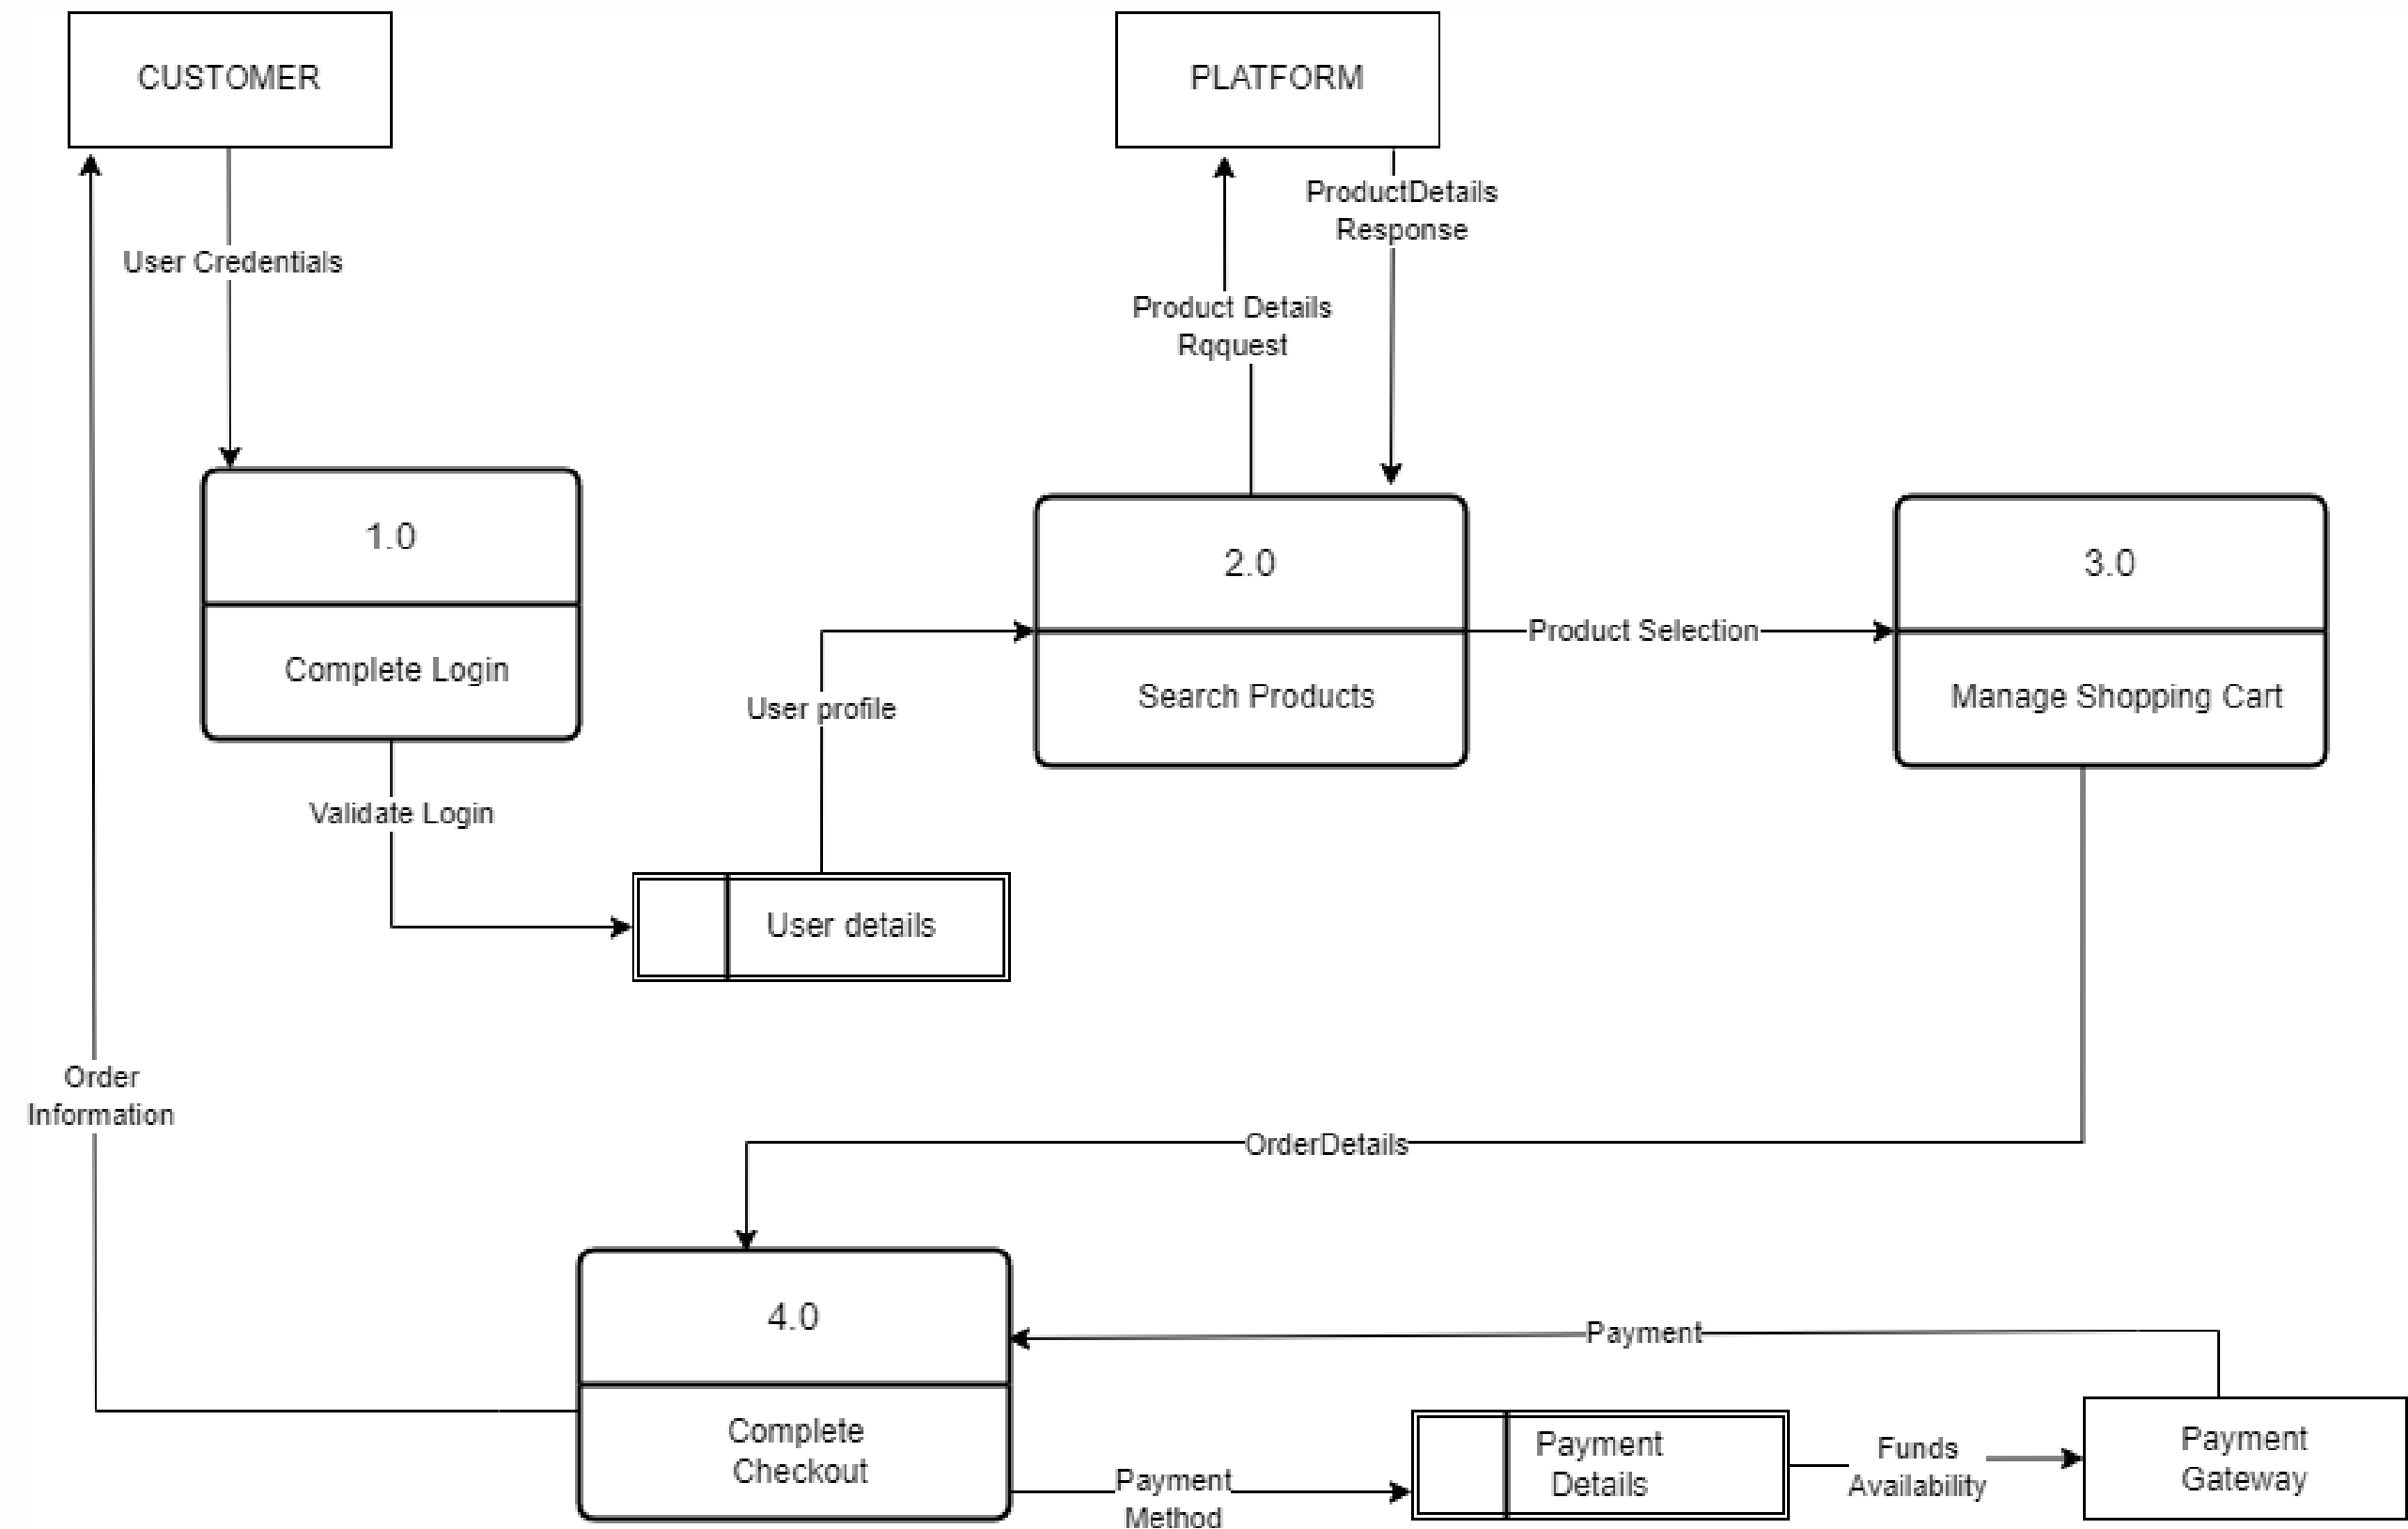 CUSTOMER
PLATFORM
ProductDetails
Response
User Credentials
Product Details
Rqquest
1.0
2.0
3.0
Product Selection
Complete Login
Search Products
Manage Shopping Cart
User profile
Validate Login
User details
Order
Information
OrderDetails
4.0
Payment
Complete
Checkout
Payment
Method
Payment
Details
Funds
Availability
Payment
Gateway